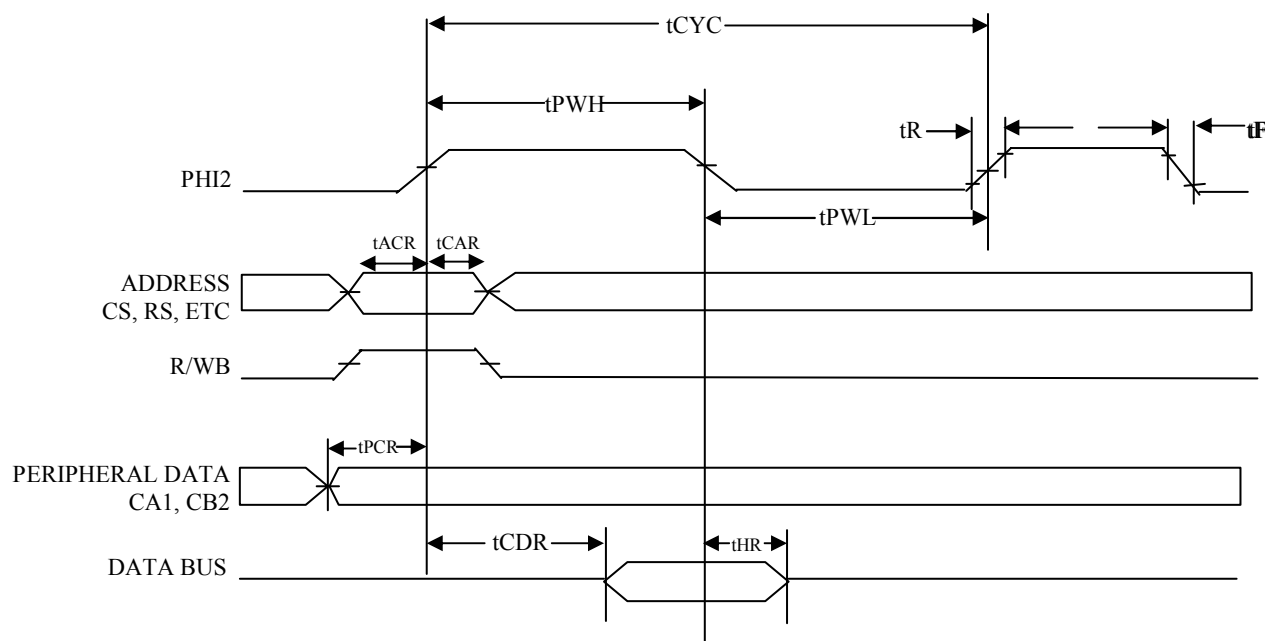 tCYC
tPWH
tR
tF
PHI2
tPWL
tACR
tCAR
ADDRESS
CS, RS, ETC
R/WB
tPCR
PERIPHERAL DATA
CA1, CB2
tCDR
tHR
DATA BUS